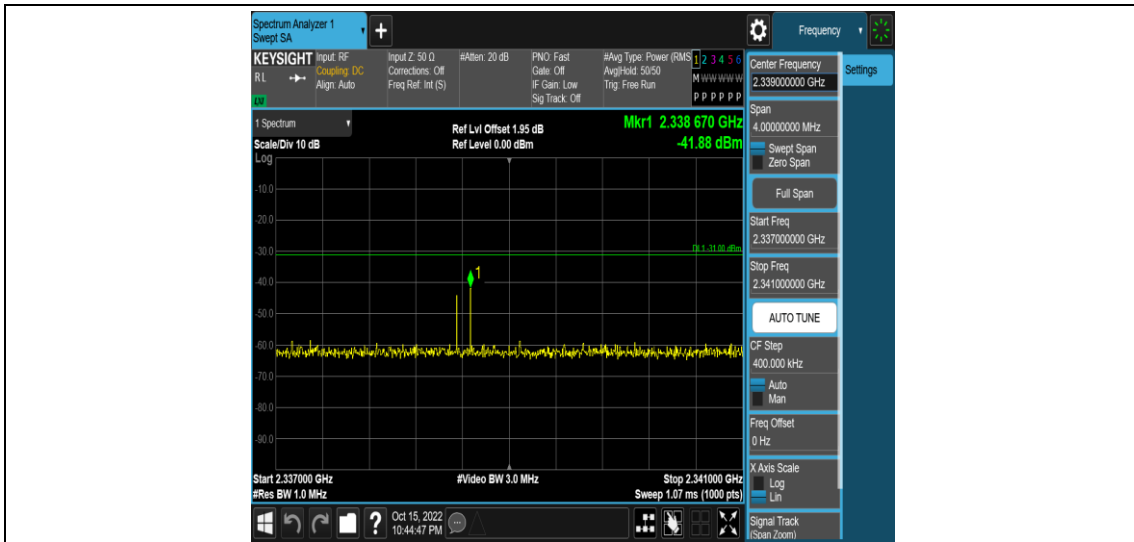 Spectrum Analyzer 1
Swept SA
+
Frequency
KEYSIGHT
RL
Input: RF
Coupling: DC
Align: Auto
Input Z: 50 Ω
Corrections: Off
Freq Ref: Int (S)
#Atten: 20 dB
PNO: Fast
Gate: Off
IF Gain: Low
Sig Track: Off
#Avg Type: Power (RMS
Avg|Hold: 50/50
Trig: Free Run
1 2 3 4 5 6
M W W W W W
P P P P P P
1 Spectrum
Scale/Div 10 dB
Log
Ref Lvl Offset 1.95 dB
Ref Level 0.00 dBm
Mkr1 2.338 670 GHz
-41.88 dBm
-10.0
-20.0
-30.0
DL1 -31.00 dBm
1
-40.0
-50.0
-60.0
-70.0
-80.0
-90.0
Start 2.337000 GHz
#Res BW 1.0 MHz
#Video BW 3.0 MHz
Stop 2.341000 GHz
Sweep 1.07 ms (1000 pts)
?
Oct 15, 2022
10:44:47 PM
Center Frequency
2.339000000 GHz
Settings
Span
4.00000000 MHz
Swept Span
Zero Span
Full Span
Start Freq
2.337000000 GHz
Stop Freq
2.341000000 GHz
AUTO TUNE
CF Step
400.000 kHz
Auto
Man
Freq Offset
0 Hz
X Axis Scale
Log
Lin
Signal Track
(Span Zoom)